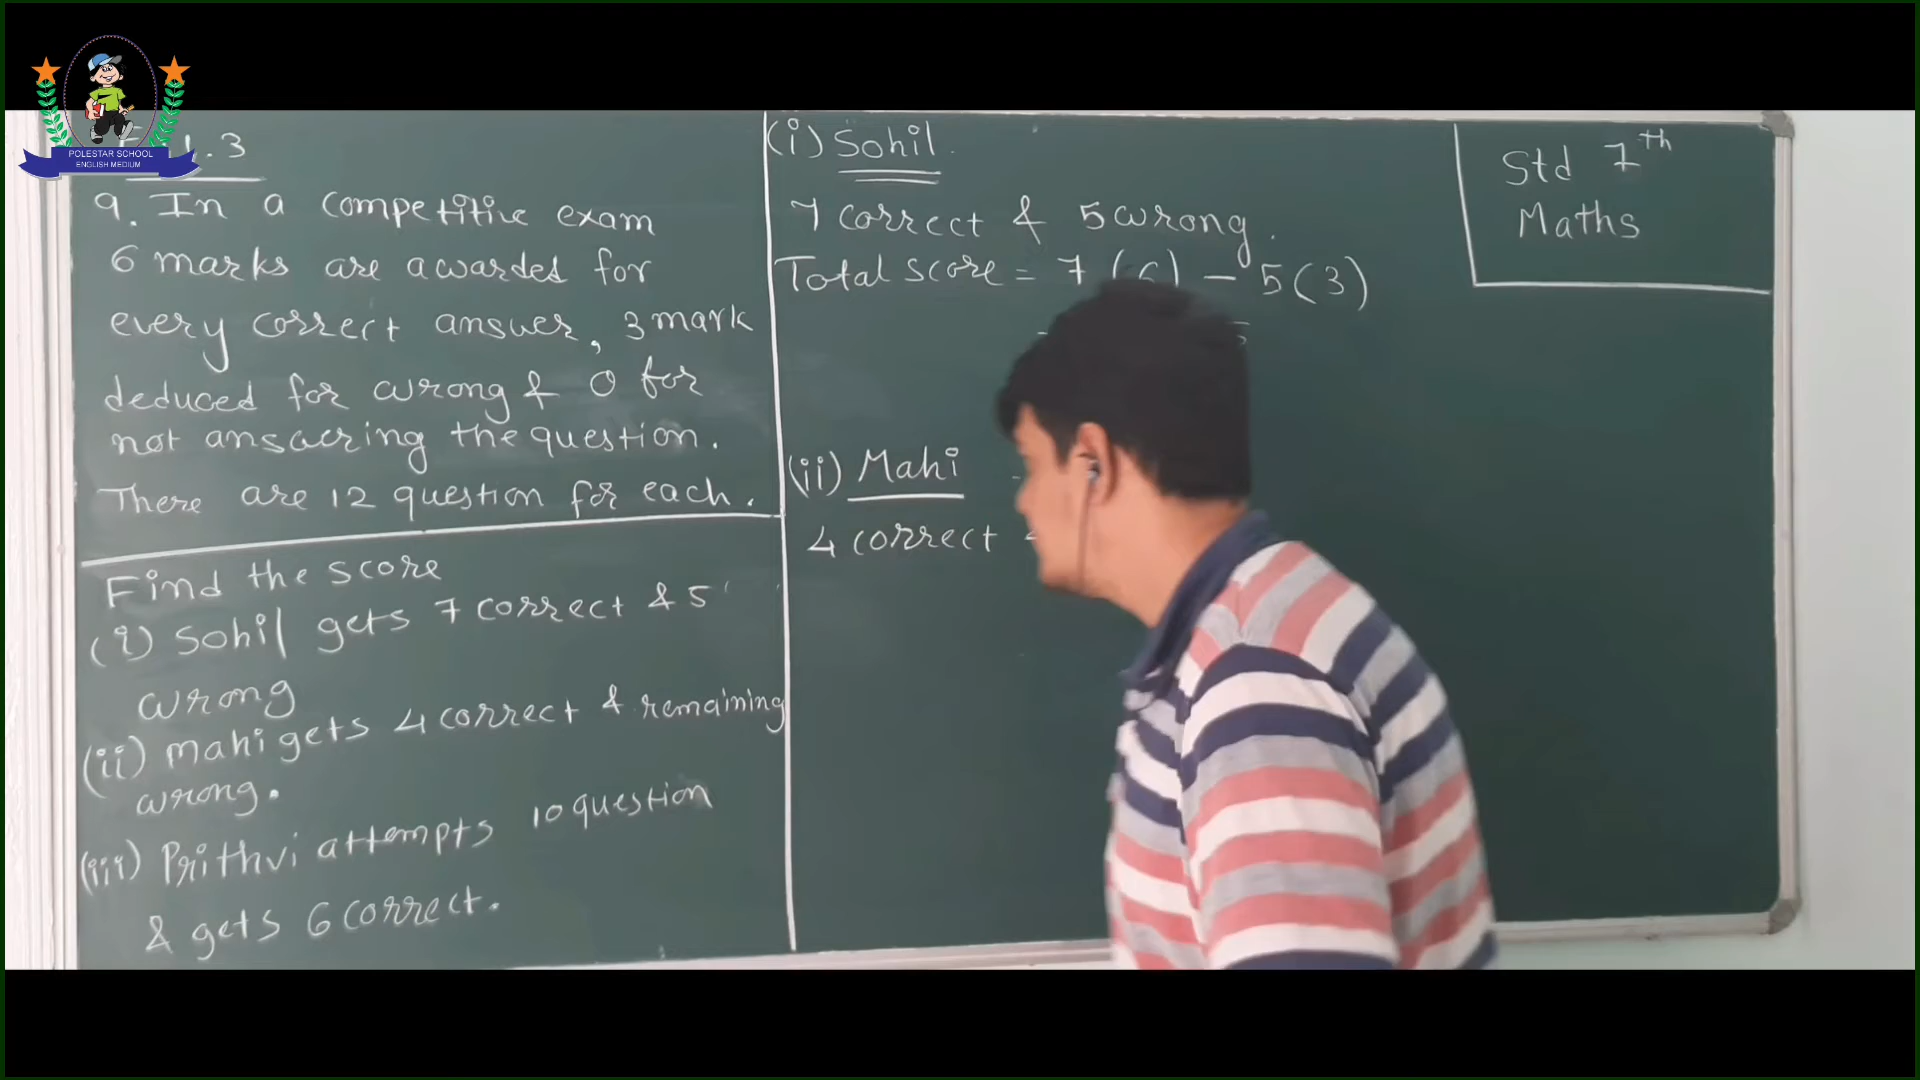 POLESTAR SCHOOL
ENGLISH MEDIUM
1.3
9. In a competitive exam
6 marks are awarded for
every correct answer, 3 mark
deduced for wrong & 0 for
not answering the question.
There are 12 question for each.
Find the score
(i) Sohil gets 7 correct & 5
wrong
(ii) Mahi gets 4 correct & remaining
wrong.
(iii) Prithvi attempts 10 question
& gets 6 correct.
(i) Sohil.
7 correct & 5 wrong.
Total score = 7 (6) - 5 (3)
(ii) Mahi
4 correct
Std 7th
Maths